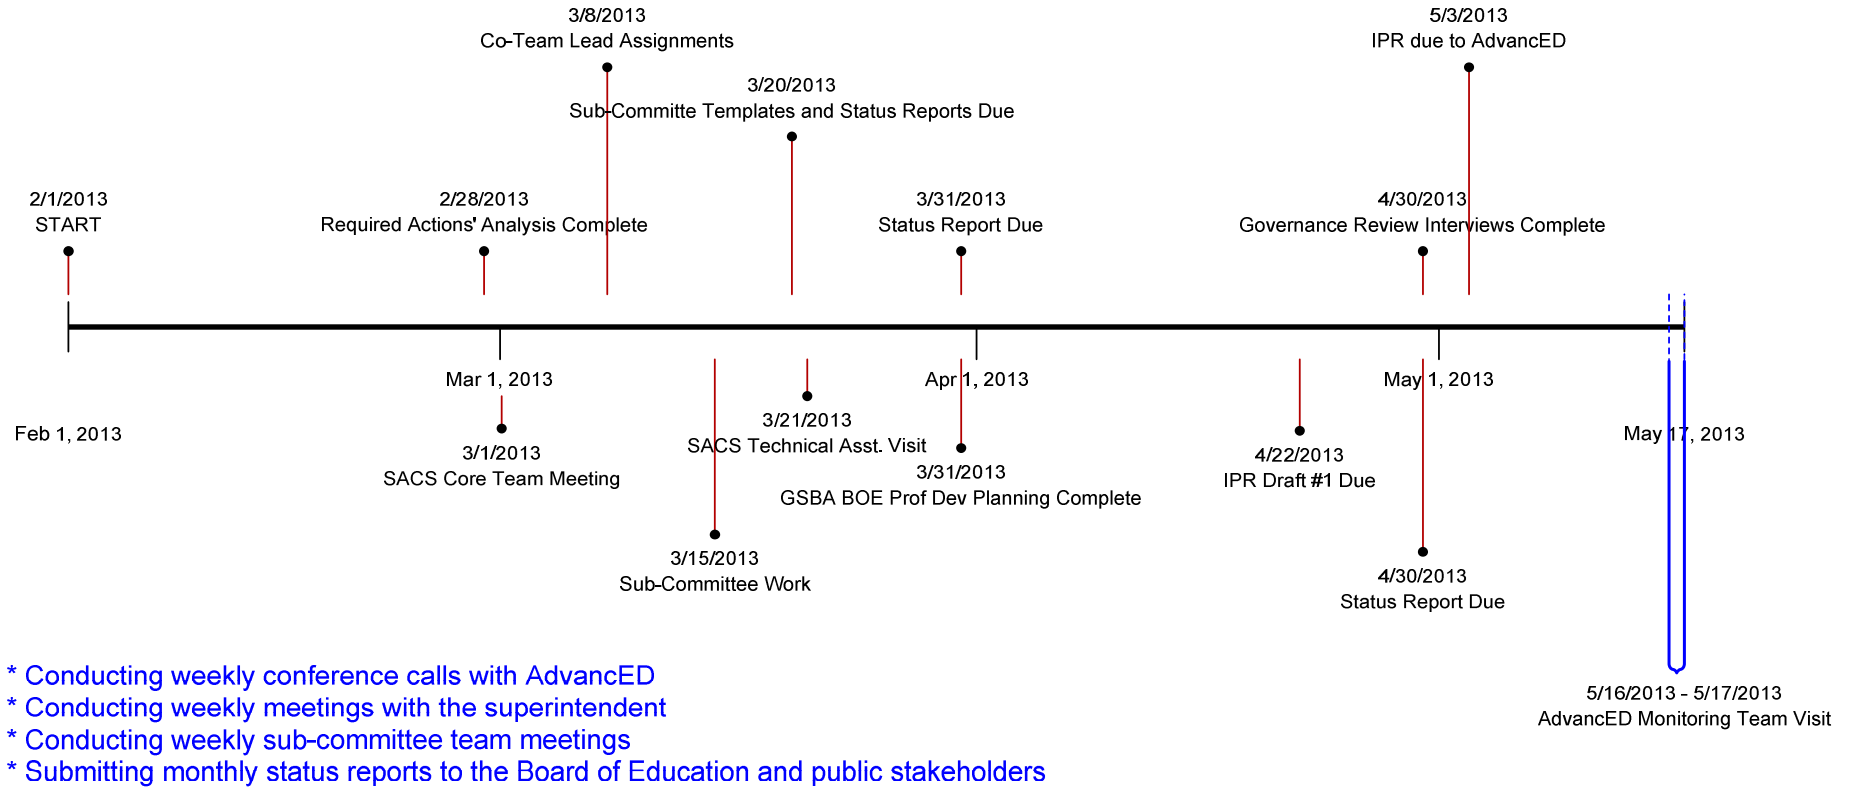 3/8/2013
Co-Team Lead Assignments
5/3/2013
IPR due to AdvancED
3/20/2013
Sub-Committe Templates and Status Reports Due
2/1/2013
START
2/28/2013
Required Actions' Analysis Complete
3/31/2013
Status Report Due
4/30/2013
Governance Review Interviews Complete
Mar 1, 2013
Apr 1, 2013
May 1, 2013
Feb 1, 2013
May 17, 2013
3/1/2013
SACS Core Team Meeting
3/21/2013
SACS Technical Asst. Visit
3/31/2013
GSBA BOE Prof Dev Planning Complete
4/22/2013
IPR Draft #1 Due
3/15/2013
Sub-Committee Work
4/30/2013
Status Report Due
5/16/2013 - 5/17/2013
AdvancED Monitoring Team Visit
* Conducting weekly conference calls with AdvancED
* Conducting weekly meetings with the superintendent
* Conducting weekly sub-committee team meetings
* Submitting monthly status reports to the Board of Education and public stakeholders